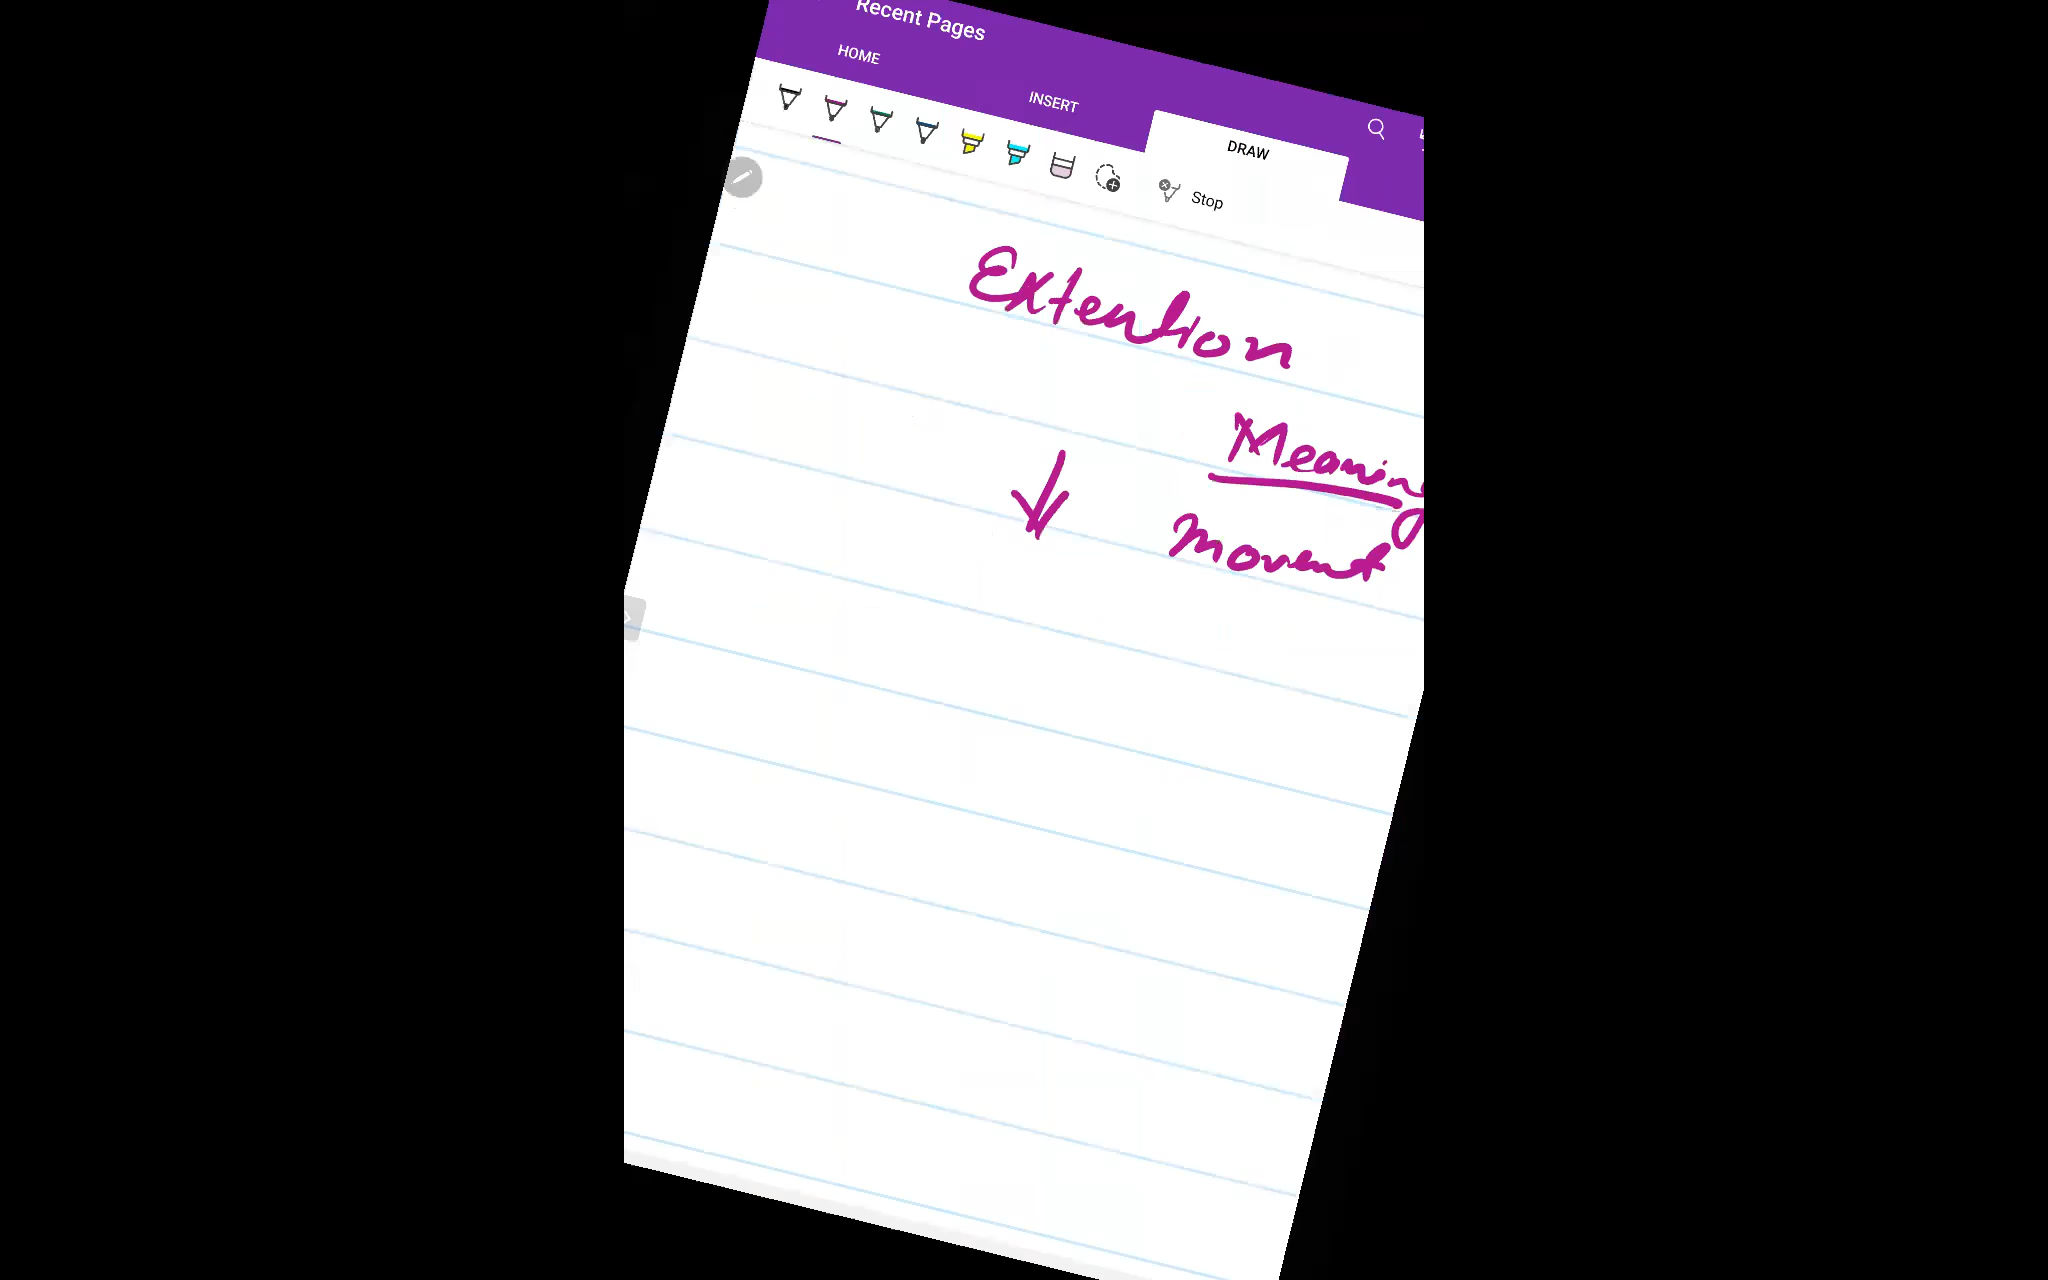 Recent Pages
HOME
INSERT
DRAW
Stop
Extention
Meaning
Movement